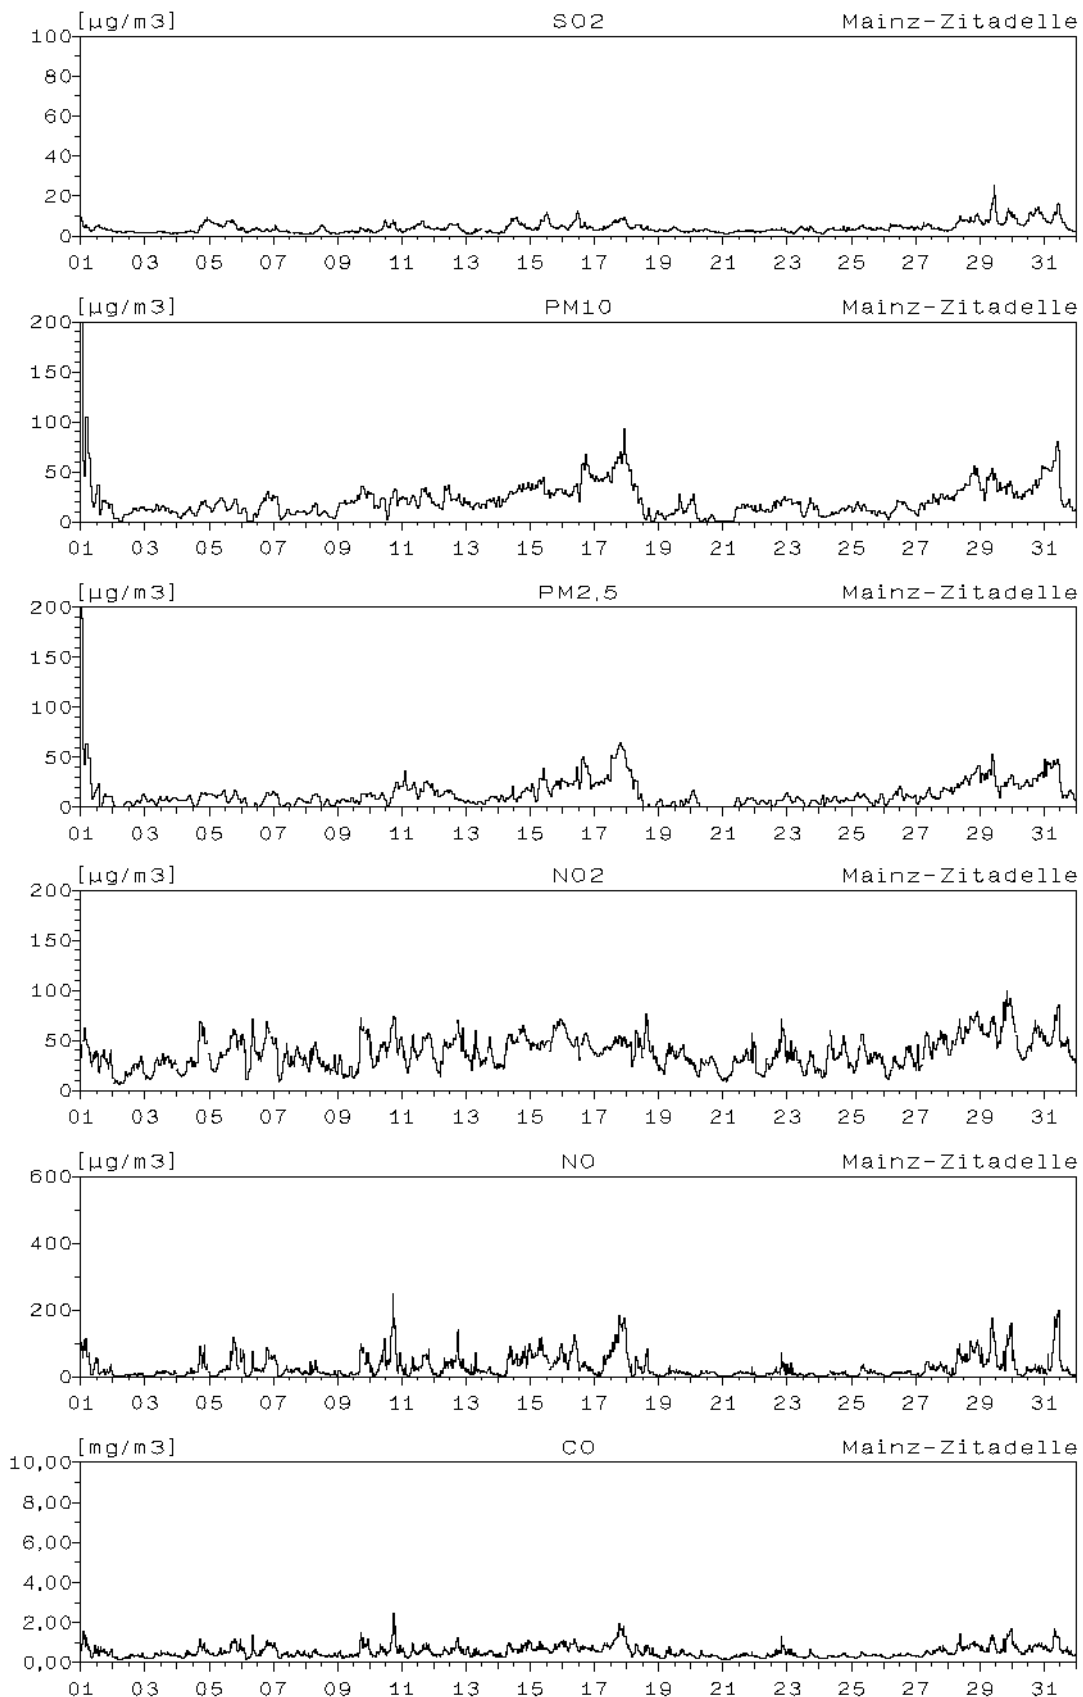 [µg/m3] SO2 Mainz-Zitadelle
100
80
60
40
20
0
01 03 05 07 09 11 13 15 17 19 21 23 25 27 29 31
[µg/m3] PM10 Mainz-Zitadelle
200
150
100
50
0
01 03 05 07 09 11 13 15 17 19 21 23 25 27 29 31
[µg/m3] PM2,5 Mainz-Zitadelle
200
150
100
50
0
01 03 05 07 09 11 13 15 17 19 21 23 25 27 29 31
[µg/m3] NO2 Mainz-Zitadelle
200
150
100
50
0
01 03 05 07 09 11 13 15 17 19 21 23 25 27 29 31
[µg/m3] NO Mainz-Zitadelle
600
400
200
0
01 03 05 07 09 11 13 15 17 19 21 23 25 27 29 31
[mg/m3] CO Mainz-Zitadelle
10,00
8,00
6,00
4,00
2,00
0,00
01 03 05 07 09 11 13 15 17 19 21 23 25 27 29 31